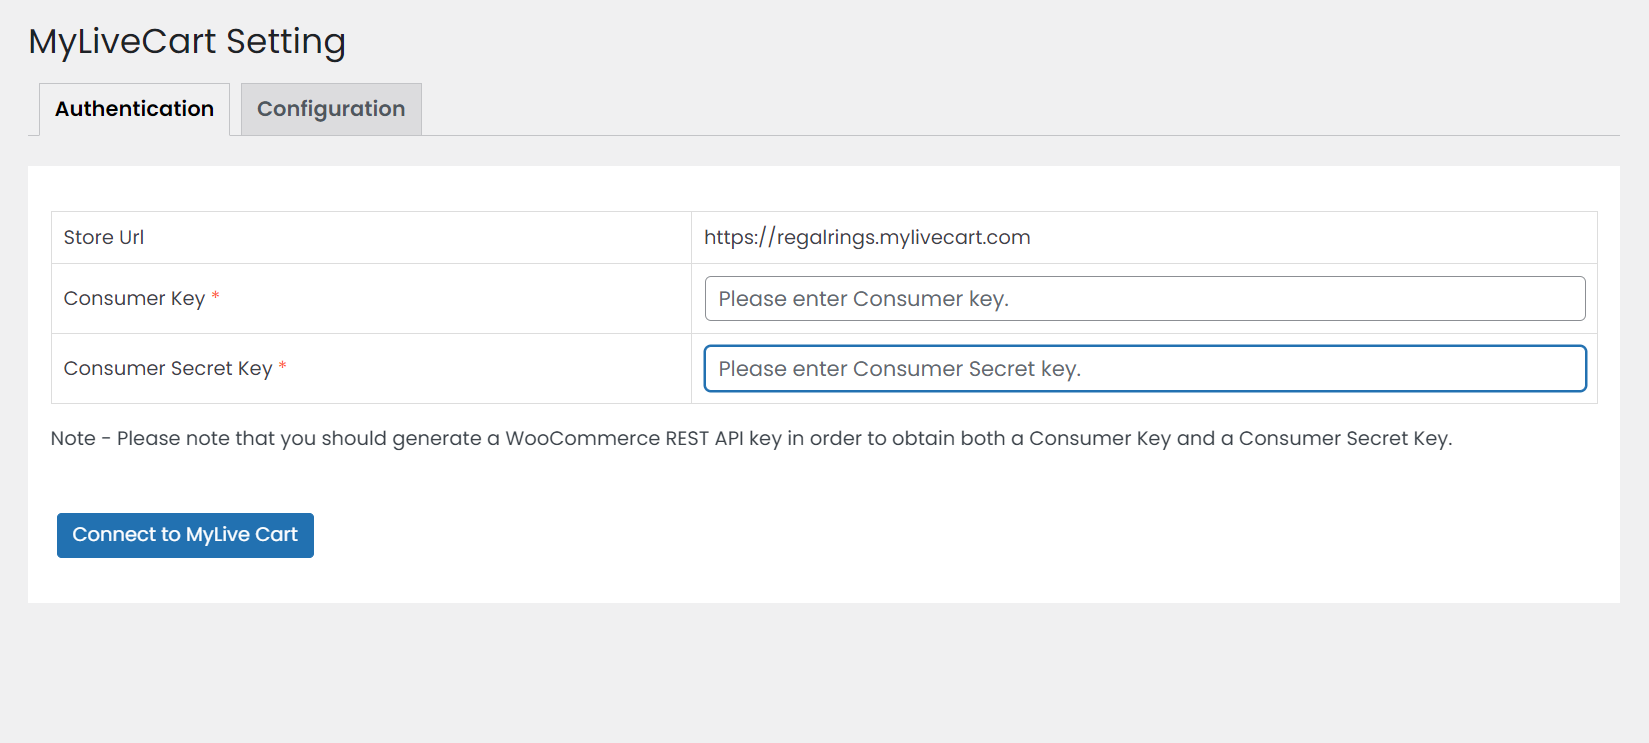 MyLiveCart Setting
Authentication
Configuration
Store Url
https://regalrings.mylivecart.com
Consumer Key *
Please enter Consumer key.
Consumer Secret Key *
Please enter Consumer Secret key.
Note - Please note that you should generate a WooCommerce REST API key in order to obtain both a Consumer Key and a Consumer Secret Key.
Connect to MyLive Cart